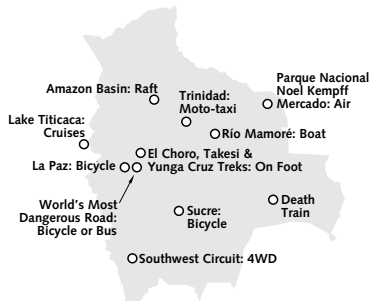 Amazon Basin: Raft
Trinidad:
Moto-taxi
Parque Nacional
Noel Kempff
Mercado: Air
Lake Titicaca:
Cruises
Río Mamoré: Boat
El Choro, Takesi &
Yunga Cruz Treks: On Foot
La Paz: Bicycle
World's Most
Dangerous Road:
Bicycle or Bus
Sucre:
Bicycle
Death
Train
Southwest Circuit: 4WD